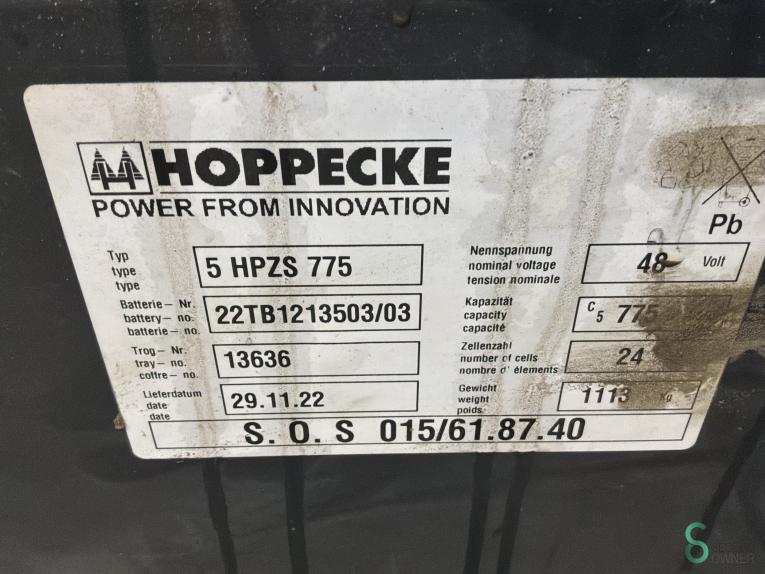 HOPPECKE
POWER FROM INNOVATION
Pb
Typ
type
type
5 HPZS 775
Batterie- Nr.
battery- no.
batterie- no.
22TB1213503/03
Trog- Nr.
tray- no.
coffre- no.
13636
Lieferdatum
date
date
29.11.22
Nennspannung
nominal voltage
tension nominale
48 Volt
Kapazität
capacity
capacité
C5 775
Zellenzahl
number of cells
nombre d' élements
24
Gewicht
weight
poids
1113 Kg
S. O. S 015/61.87.40
OWNER